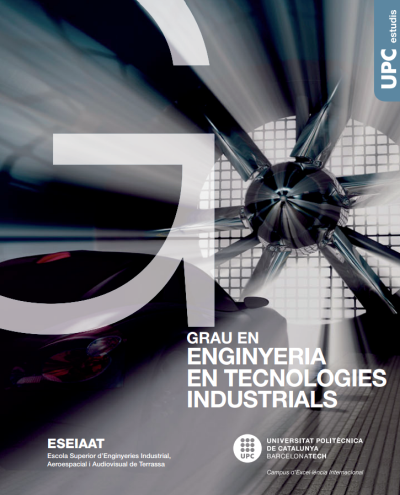 UPC estudis
GRAU EN
ENGINYERIA
EN TECNOLOGIES
INDUSTRIALS
ESEIAAT
Escola Superior d'Enginyeries Industrial,
Aeroespacial i Audiovisual de Terrassa
UPC
UNIVERSITAT POLITÈCNICA
DE CATALUNYA
BARCELONATECH
Campus d'Excel·lència Internacional